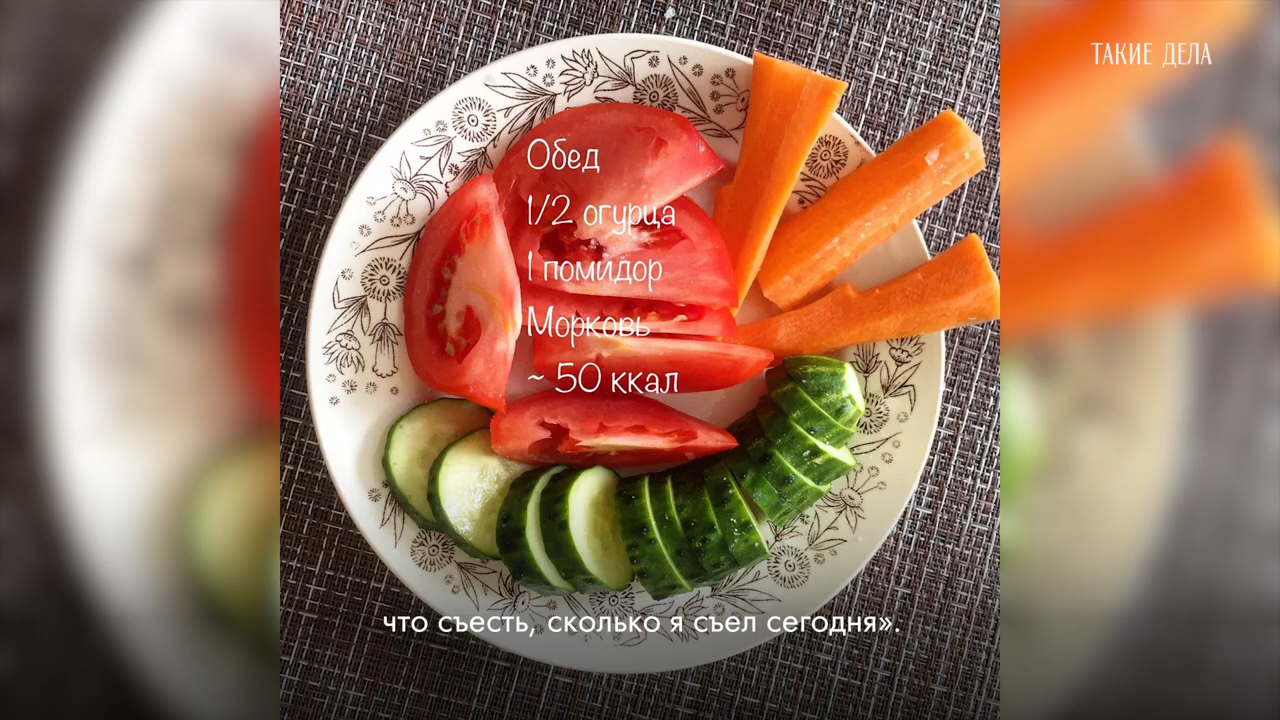 ТАКИЕ ДЕЛА
Обед
1/2 огурца
1 помидор
Морковь
~ 50 ккал
что съесть, сколько я съел сегодня».